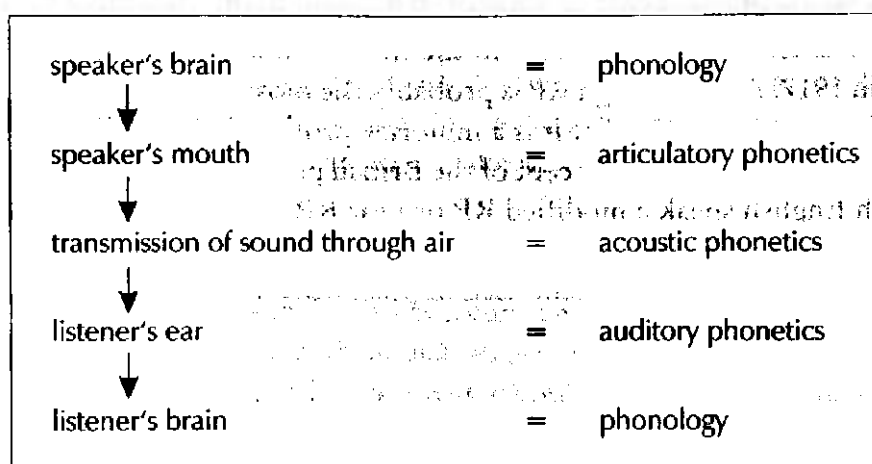 speaker's brain = phonology
speaker's mouth = articulatory phonetics
transmission of sound through air = acoustic phonetics
listener's ear = auditory phonetics
listener's brain = phonology